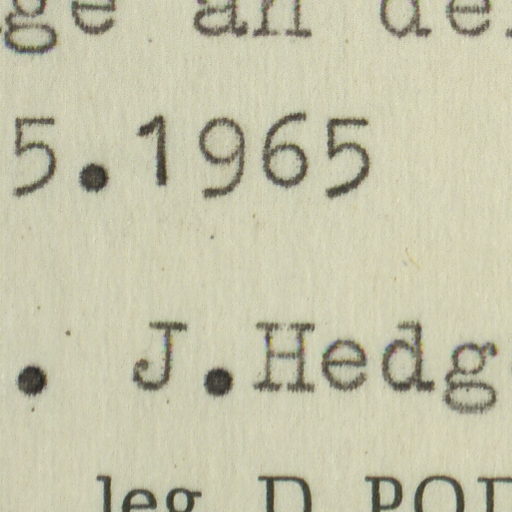 ge an de
5.1965
. J.Hedg
leg. D. POD